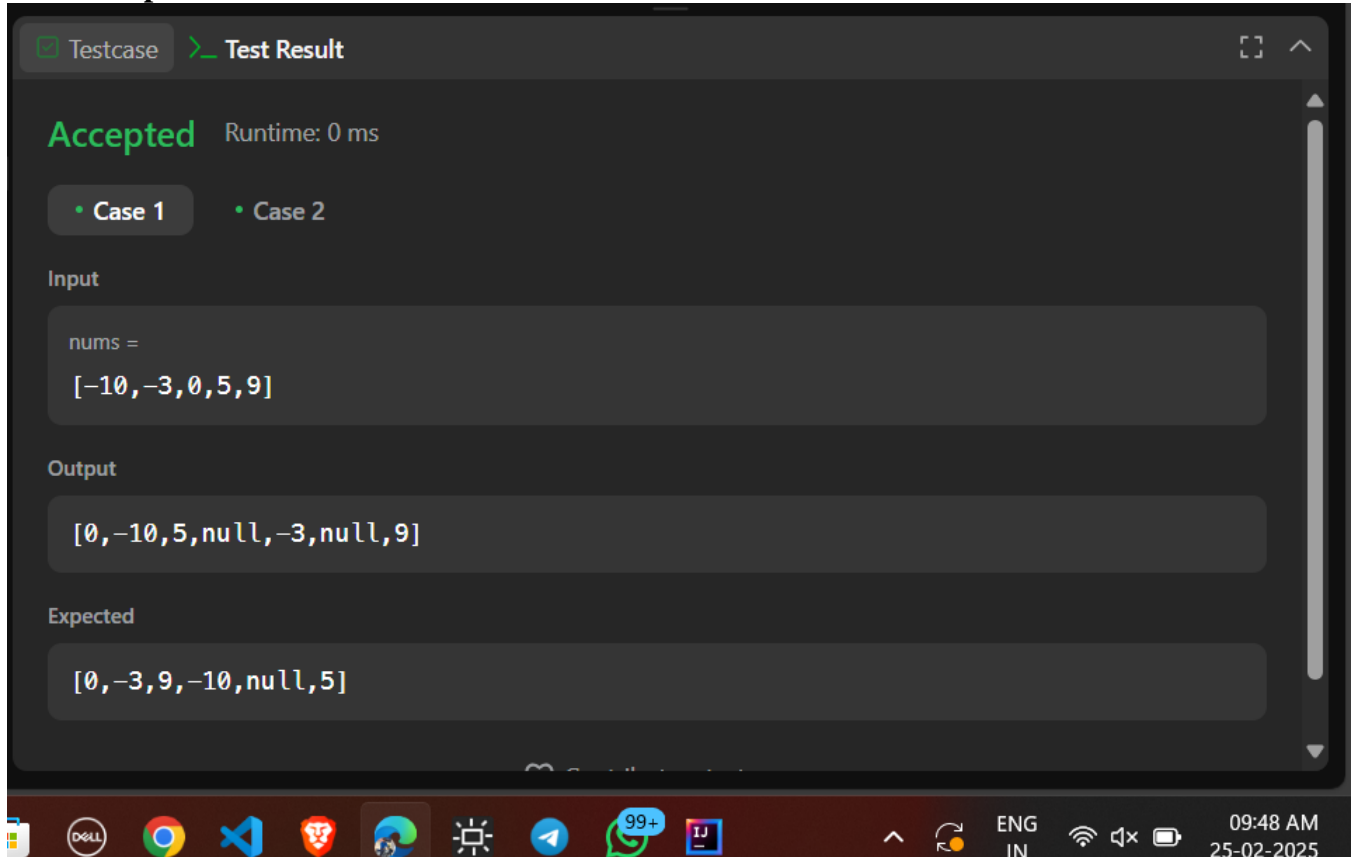 Testcase >_ Test Result
Accepted Runtime: 0 ms
• Case 1 • Case 2
Input
nums =
[-10,-3,0,5,9]
Output
[0,-10,5,null,-3,null,9]
Expected
[0,-3,9,-10,null,5]
DELL 99+ IJ ENG 09:48 AM
IN 25-02-2025